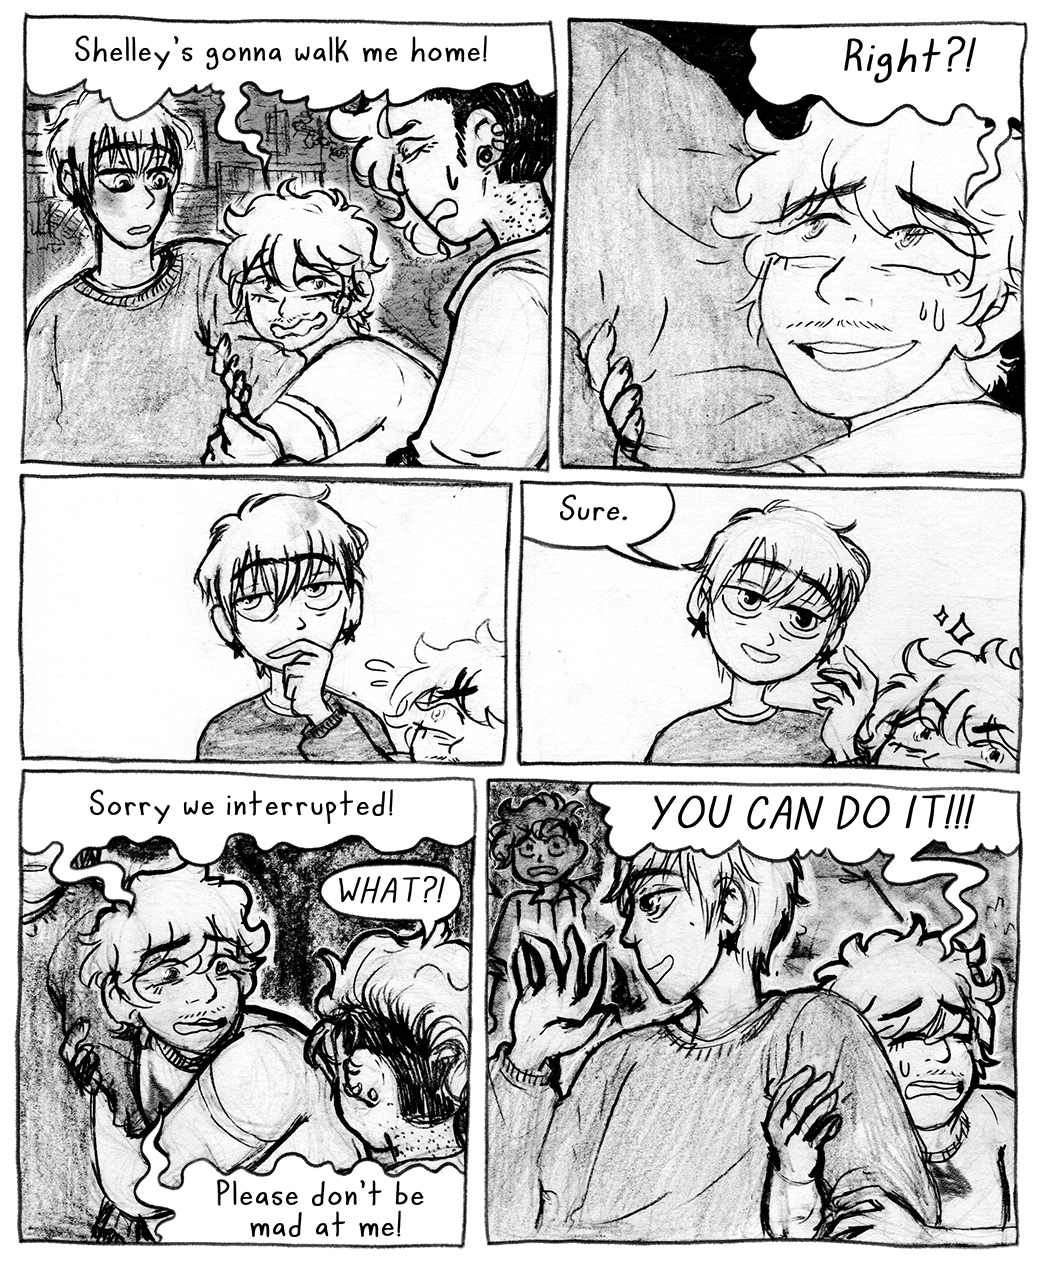 Shelley's gonna walk me home!
Right?!
Sure.
Sorry we interrupted!
WHAT?!
Please don't be
mad at me!
YOU CAN DO IT!!!